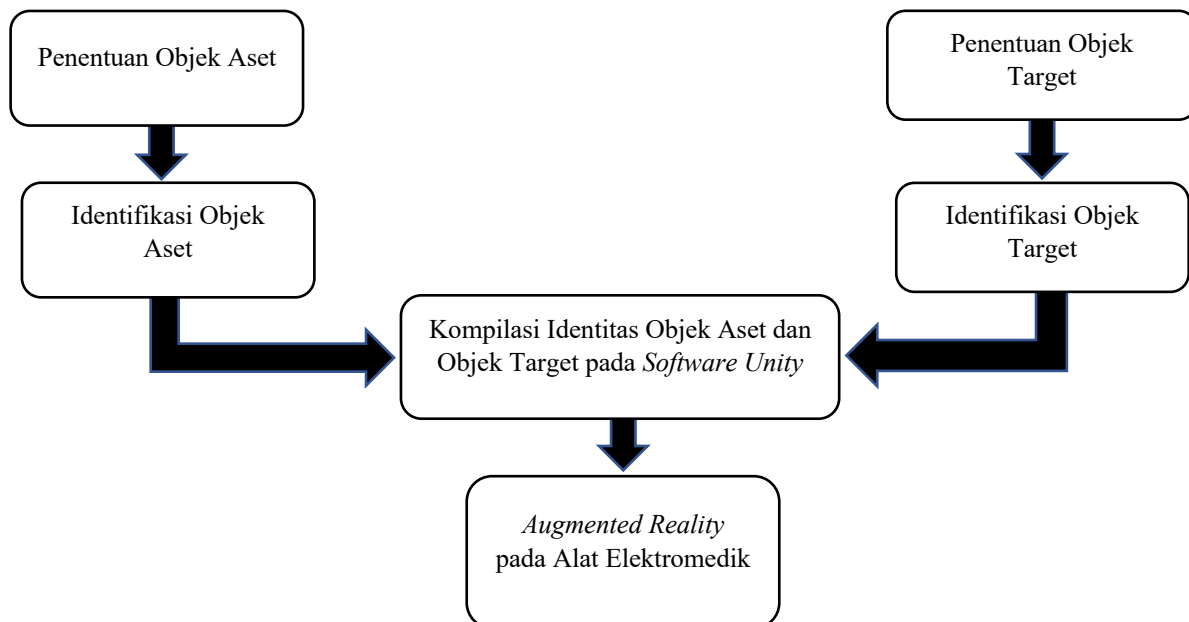 Penentuan Objek Aset
Penentuan Objek
Target
Identifikasi Objek
Aset
Identifikasi Objek
Target
Kompilasi Identitas Objek Aset dan
Objek Target pada Software Unity
Augmented Reality
pada Alat Elektromedik